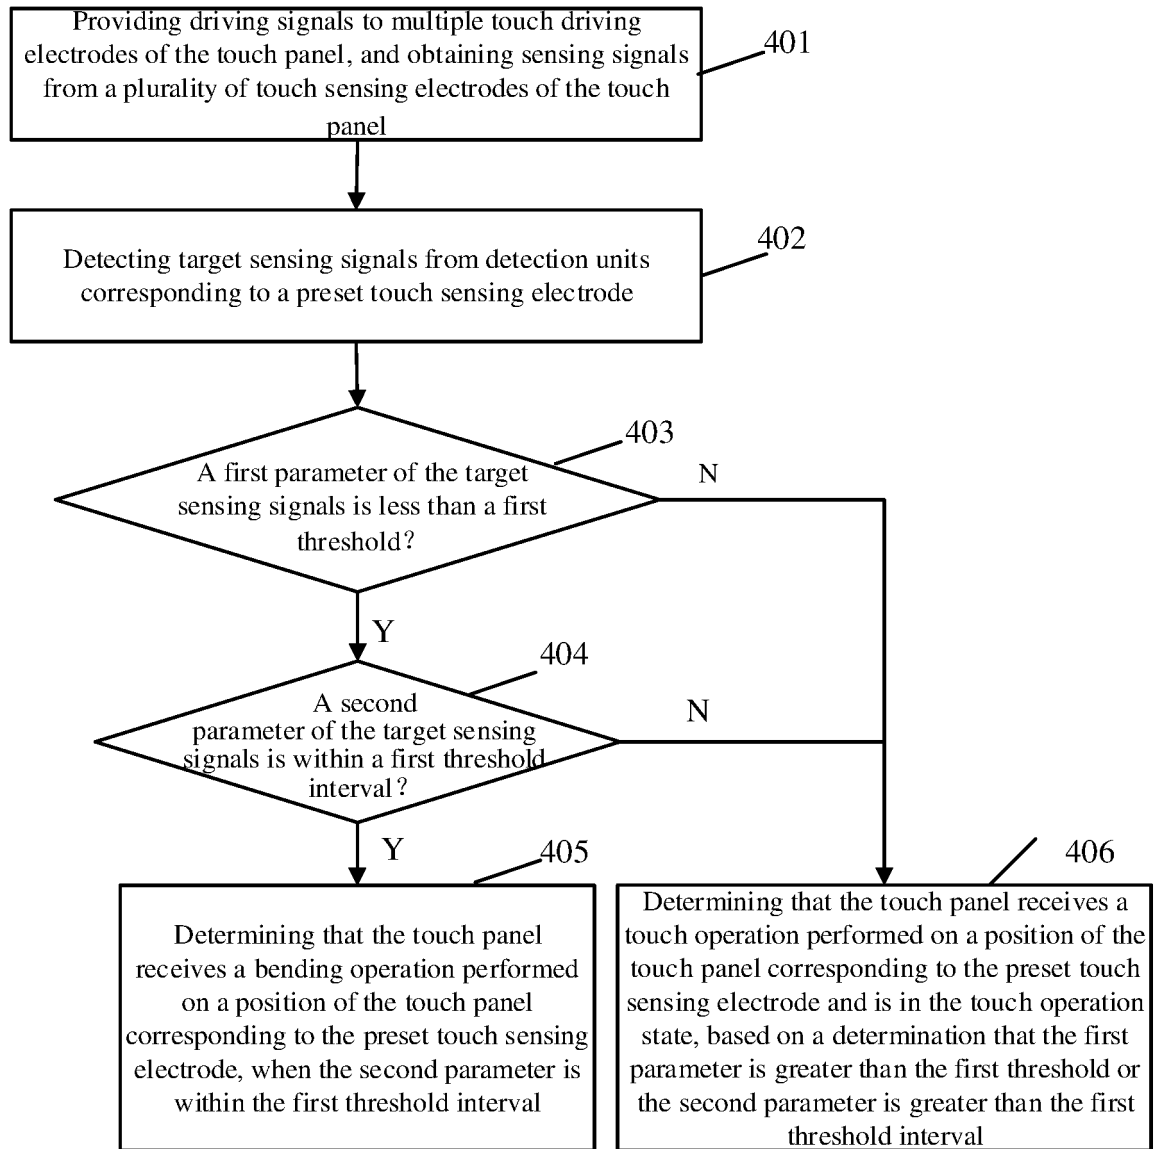 Providing driving signals to multiple touch driving
electrodes of the touch panel, and obtaining sensing signals
from a plurality of touch sensing electrodes of the touch
panel
401
402
Detecting target sensing signals from detection units
corresponding to a preset touch sensing electrode
403
A first parameter of the target
sensing signals is less than a first
threshold?
N
Y
404
A second
parameter of the target sensing
signals is within a first threshold
interval?
N
Y
405
Determining that the touch panel
receives a bending operation performed
on a position of the touch panel
corresponding to the preset touch sensing
electrode, when the second parameter is
within the first threshold interval
406
Determining that the touch panel receives a
touch operation performed on a position of the
touch panel corresponding to the preset touch
sensing electrode and is in the touch operation
state, based on a determination that the first
parameter is greater than the first threshold or
the second parameter is greater than the first
threshold interval